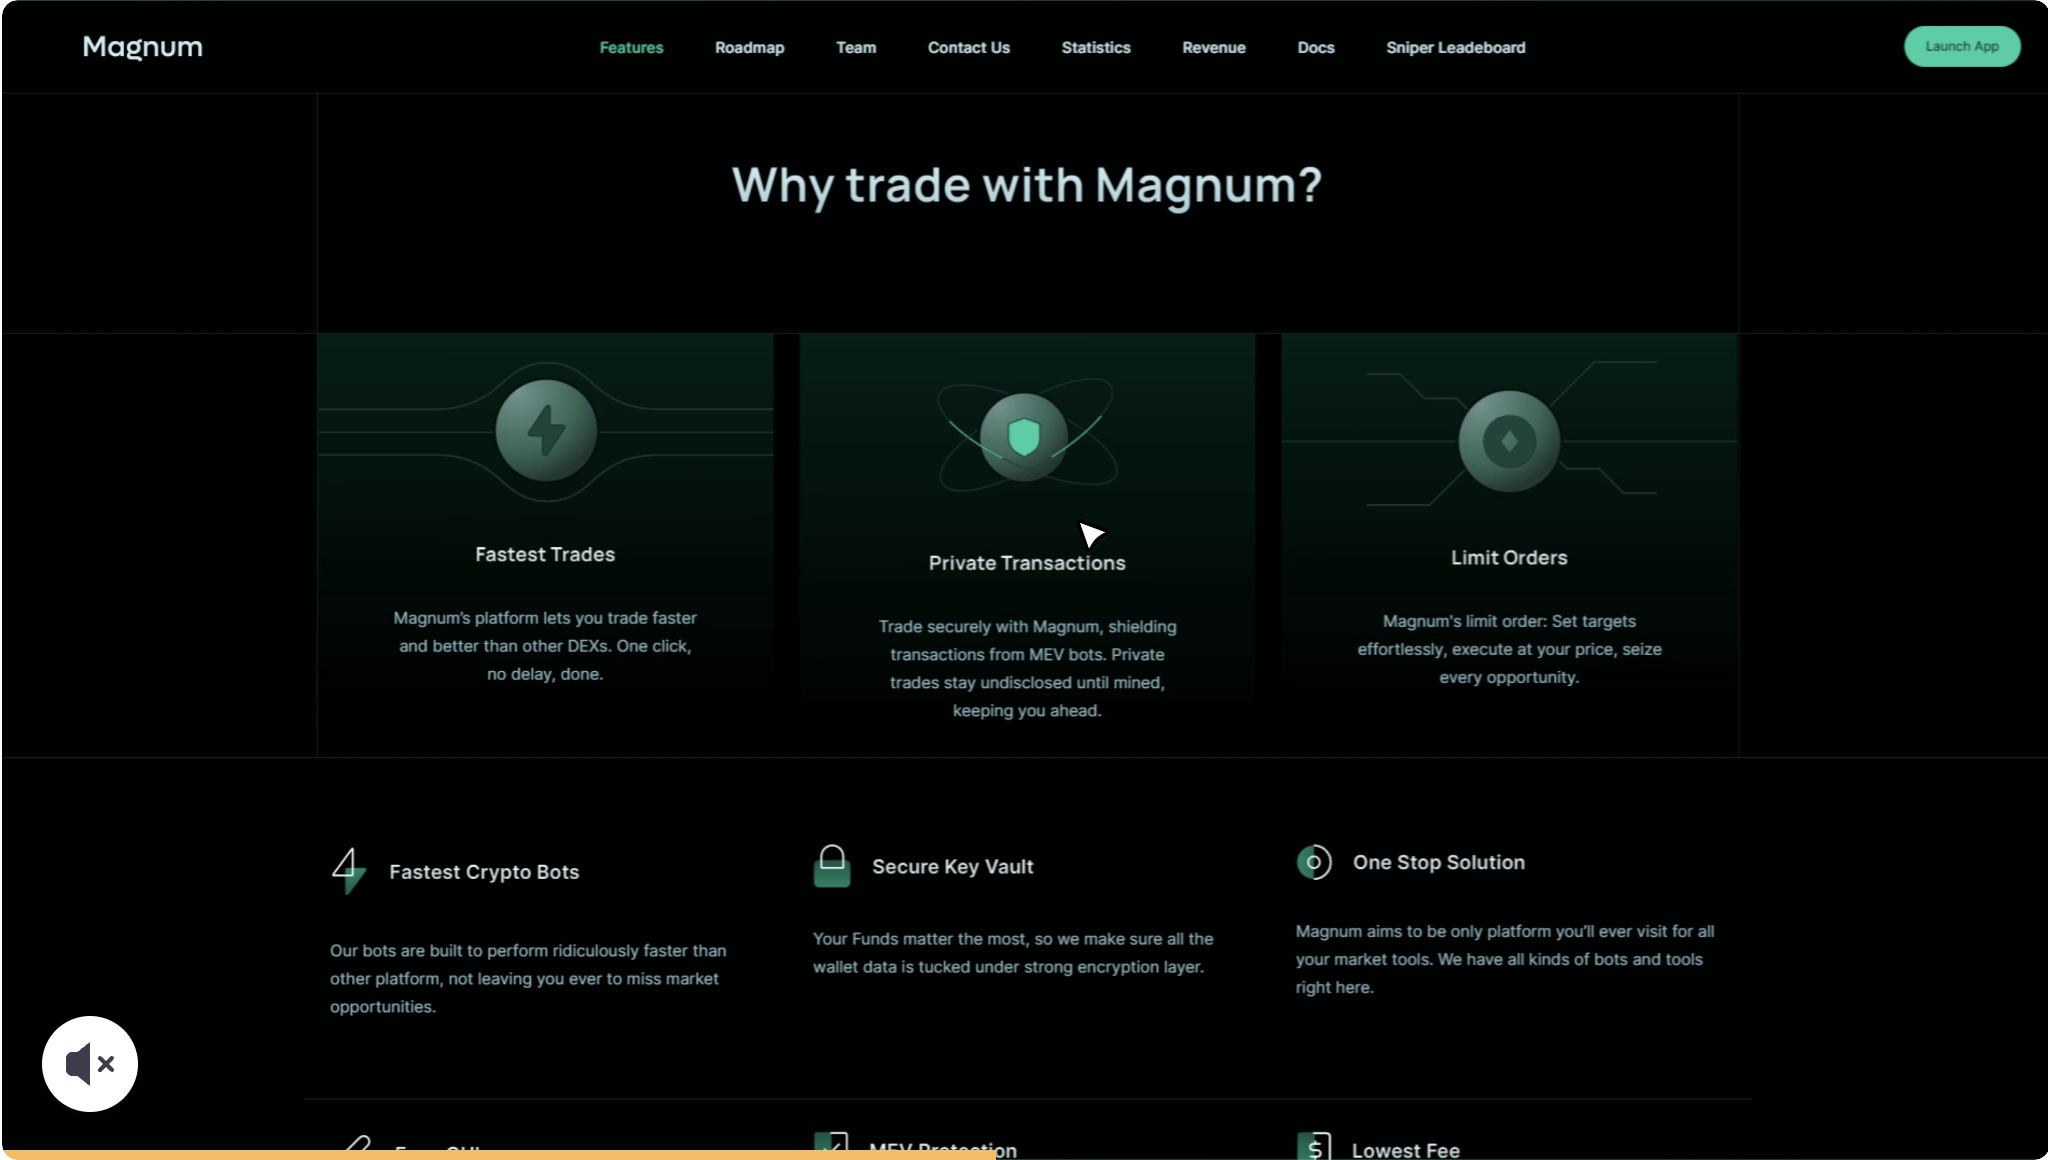 Magnum
Features Roadmap Team Contact Us Statistics Revenue Docs Sniper Leadeboard
Launch App
Why trade with Magnum?
Fastest Trades
Magnum’s platform lets you trade faster
and better than other DEXs. One click,
no delay, done.
Private Transactions
Trade securely with Magnum, shielding
transactions from MEV bots. Private
trades stay undisclosed until mined,
keeping you ahead.
Limit Orders
Magnum's limit order: Set targets
effortlessly, execute at your price, seize
every opportunity.
Fastest Crypto Bots
Our bots are built to perform ridiculously faster than
other platform, not leaving you ever to miss market
opportunities.
Secure Key Vault
Your Funds matter the most, so we make sure all the
wallet data is tucked under strong encryption layer.
One Stop Solution
Magnum aims to be only platform you’ll ever visit for all
your market tools. We have all kinds of bots and tools
right here.
MEV Protection
Lowest Fee